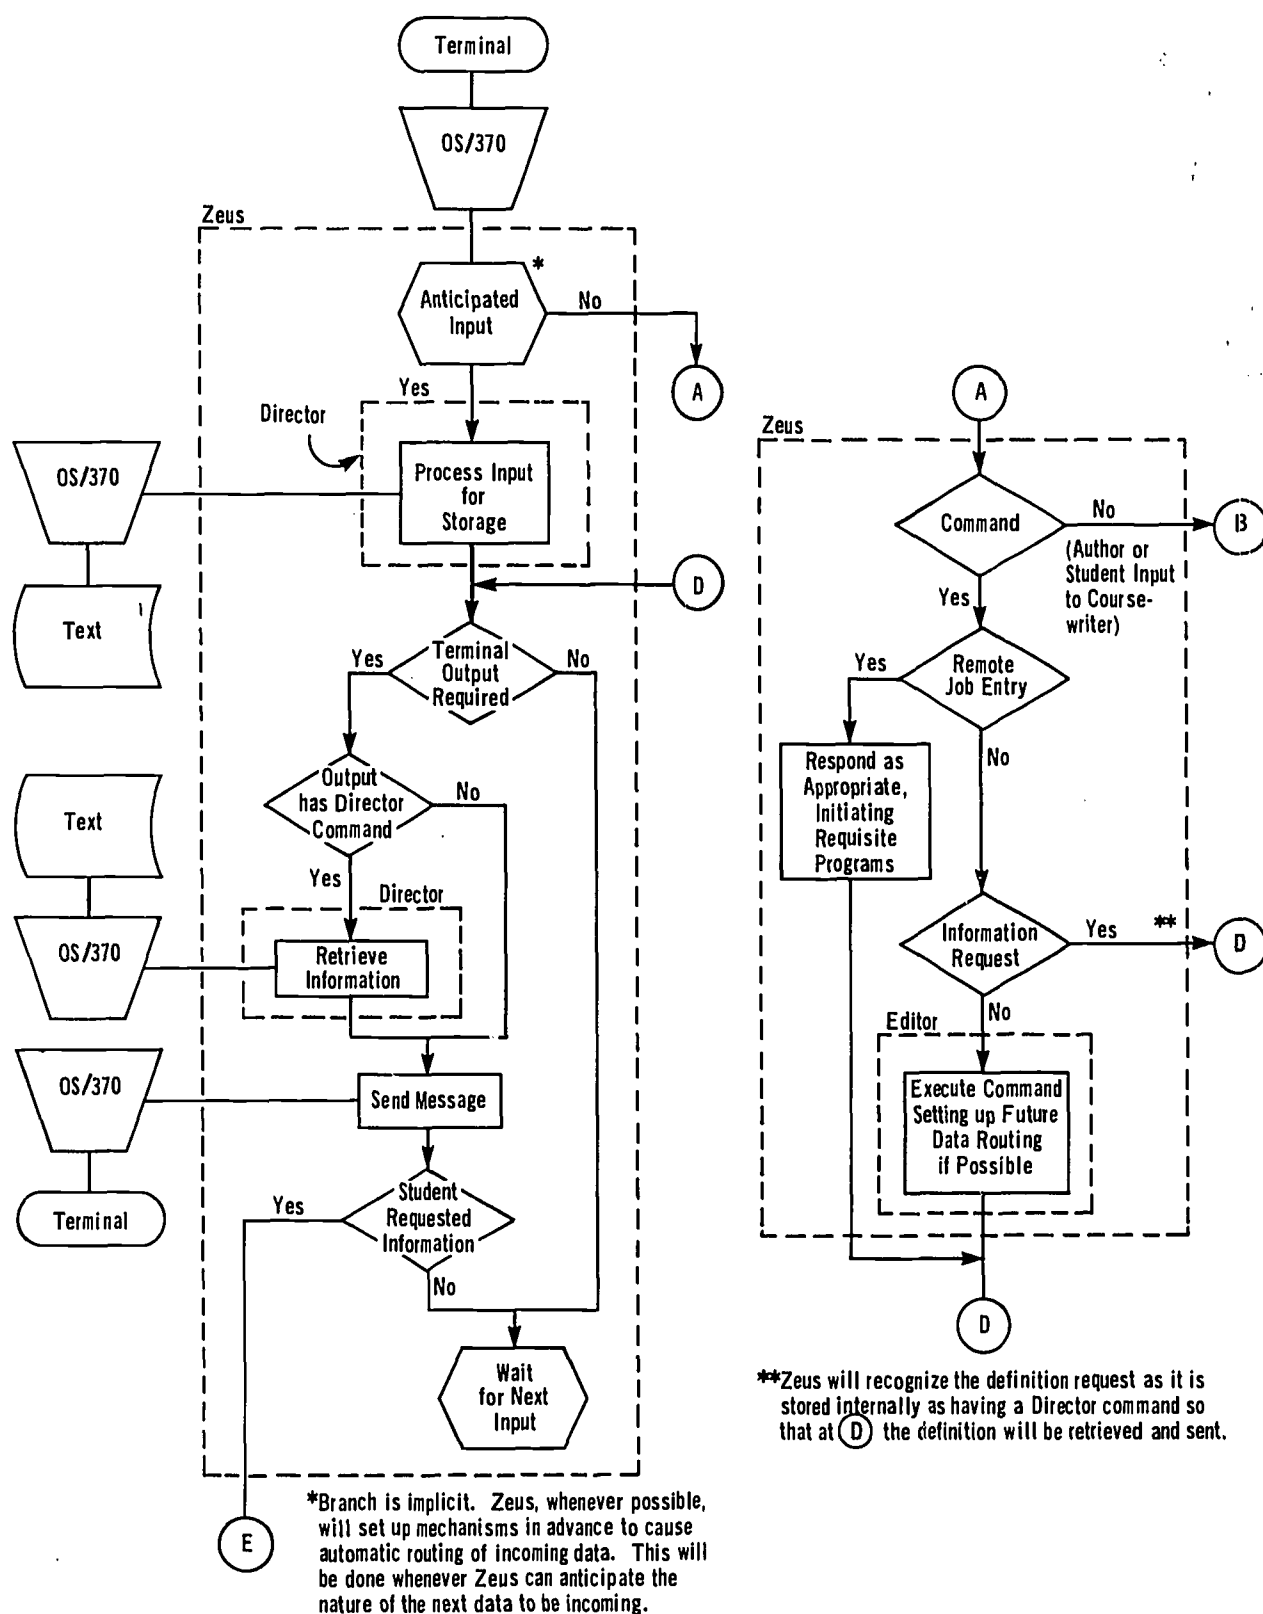 Terminal
OS/370
Zeus
Anticipated
Input
*
No
A
Yes
Director
Process Input
for
Storage
OS/370
Text
D
Terminal
Output
Required
Yes
No
Output
has Director
Command
No
Yes
Text
OS/370
Director
Retrieve
Information
OS/370
Send Message
Terminal
Student
Requested
Information
Yes
No
Wait
for Next
Input
E
*Branch is implicit. Zeus, whenever possible,
will set up mechanisms in advance to cause
automatic routing of incoming data. This will
be done whenever Zeus can anticipate the
nature of the next data to be incoming.
A
Zeus
Command
No
B
(Author or
Student Input
to Course-
writer)
Yes
Remote
Job Entry
Yes
No
Respond as
Appropriate,
Initiating
Requisite
Programs
Information
Request
Yes
**
D
No
Editor
Execute Command
Setting up Future
Data Routing
if Possible
D
**Zeus will recognize the definition request as it is
stored internally as having a Director command so
that at D the definition will be retrieved and sent.